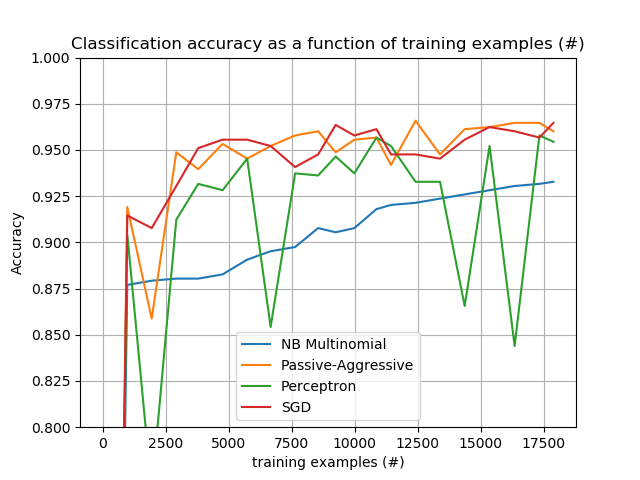 Classification accuracy as a function of training examples (#)
1.000
0.975
0.950
0.925
0.900
0.875
0.850
0.825
0.800
Accuracy
NB Multinomial
Passive-Aggressive
Perceptron
SGD
0 2500 5000 7500 10000 12500 15000 17500
training examples (#)